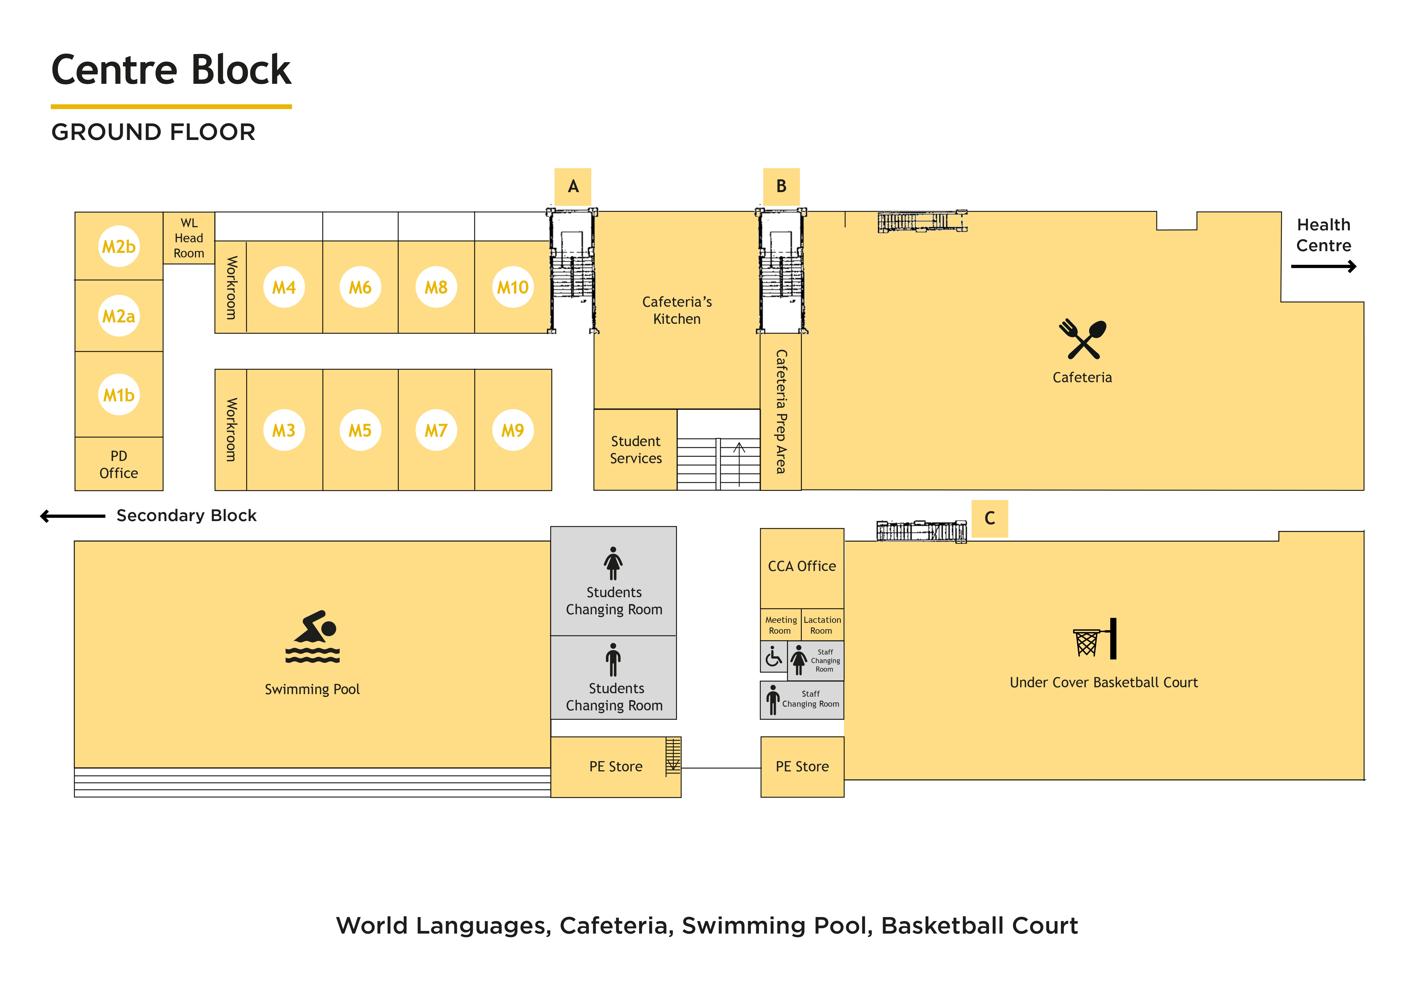 Centre Block
GROUND FLOOR
A
B
M2b
WL
Head
Room
Health
Centre
Workroom
M4
M6
M8
M10
Cafeteria's
Kitchen
M2a
Cafeteria
Cafeteria Prep Area
M1b
Workroom
M3
M5
M7
M9
Student
Services
PD
Office
Secondary Block
C
CCA Office
Students
Changing Room
Meeting
Room
Lactation
Room
Staff
Changing
Room
Swimming Pool
Students
Changing Room
Staff
Changing Room
Under Cover Basketball Court
PE Store
PE Store
World Languages, Cafeteria, Swimming Pool, Basketball Court